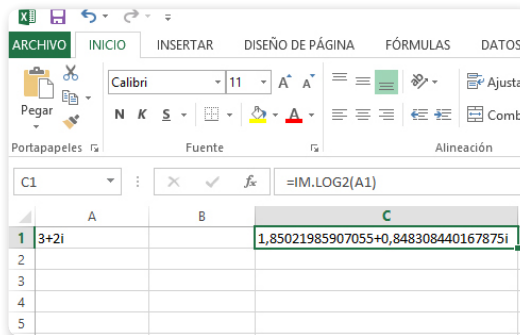 ARCHIVO INICIO INSERTAR DISEÑO DE PÁGINA FÓRMULAS DATOS
Pegar
Calibri 11
N K S A
Ajusta
Comb
Portapapeles Fuente Alineación
C1 fx =IM.LOG2(A1)
A B C
1 3+2i 1,85021985907055+0,848308440167875i
2
3
4
5